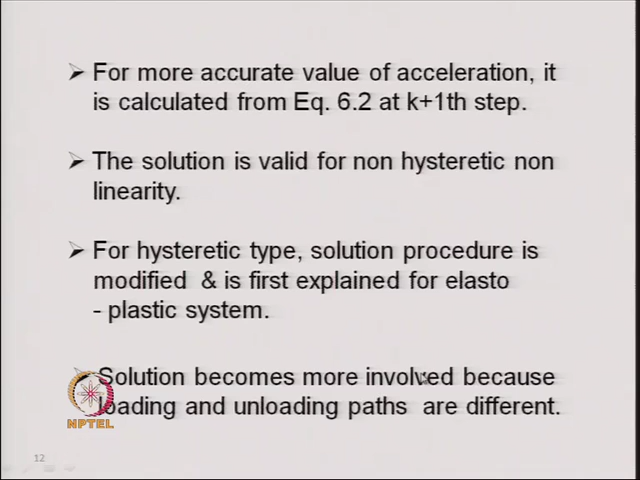 ➢ For more accurate value of acceleration, it
is calculated from Eq. 6.2 at k+1th step.
➢ The solution is valid for non hysteretic non
linearity.
➢ For hysteretic type, solution procedure is
modified & is first explained for elasto
- plastic system.
Solution becomes more involved because
loading and unloading paths are different.
NPTEL
12